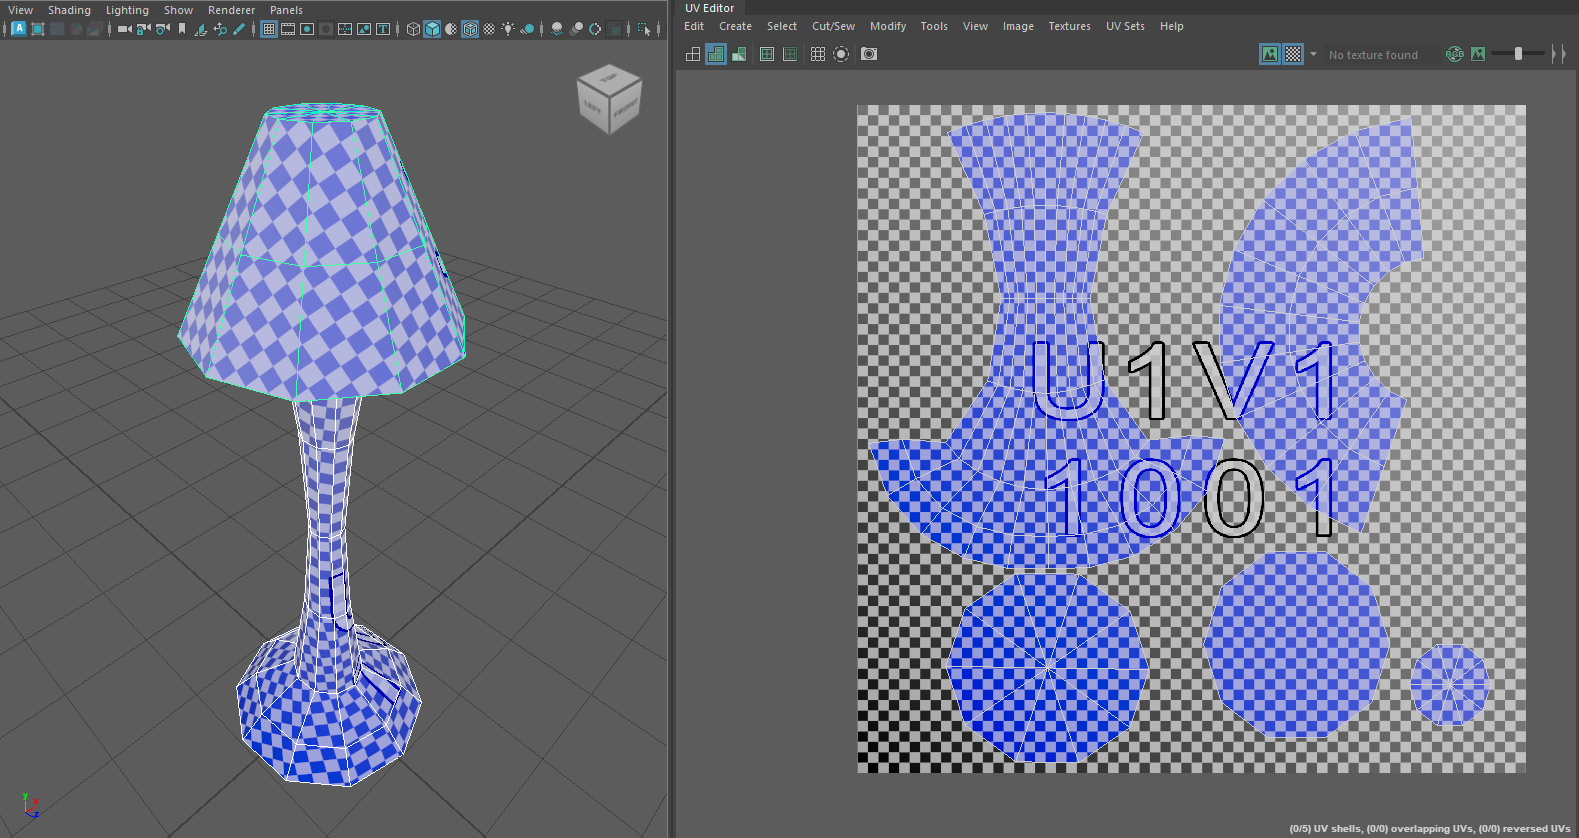 View Shading Lighting Show Renderer Panels
A
T
TOP
LEFT
FRONT
y
x
z
UV Editor
Edit Create Select Cut/Sew Modify Tools View Image Textures UV Sets Help
No texture found
RGB
U1V1
1001
(0/5) UV shells, (0/0) overlapping UVs, (0/0) reversed UVs